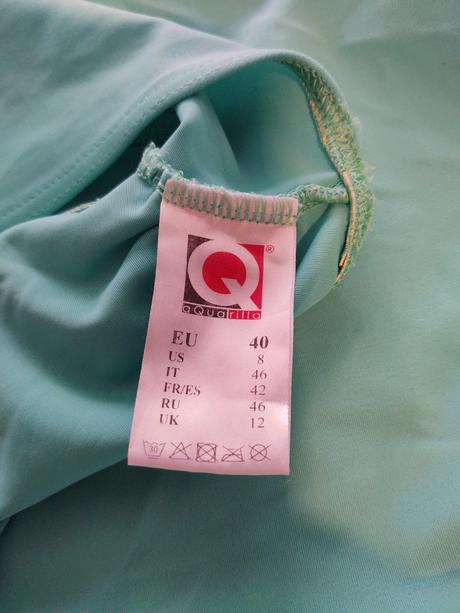 Q®
aQuarilla
EU 40
US 8
IT 46
FR/ES 42
RU 46
UK 12
30